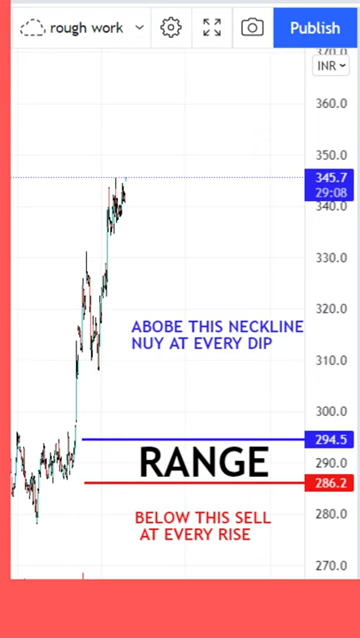 rough work
Publish
370.0
INR
360.0
350.0
345.7
29:08
340.0
330.0
320.0
ABOBE THIS NECKLINE
NUY AT EVERY DIP
310.0
300.0
294.5
RANGE
290.0
286.2
BELOW THIS SELL
280.0
AT EVERY RISE
270.0